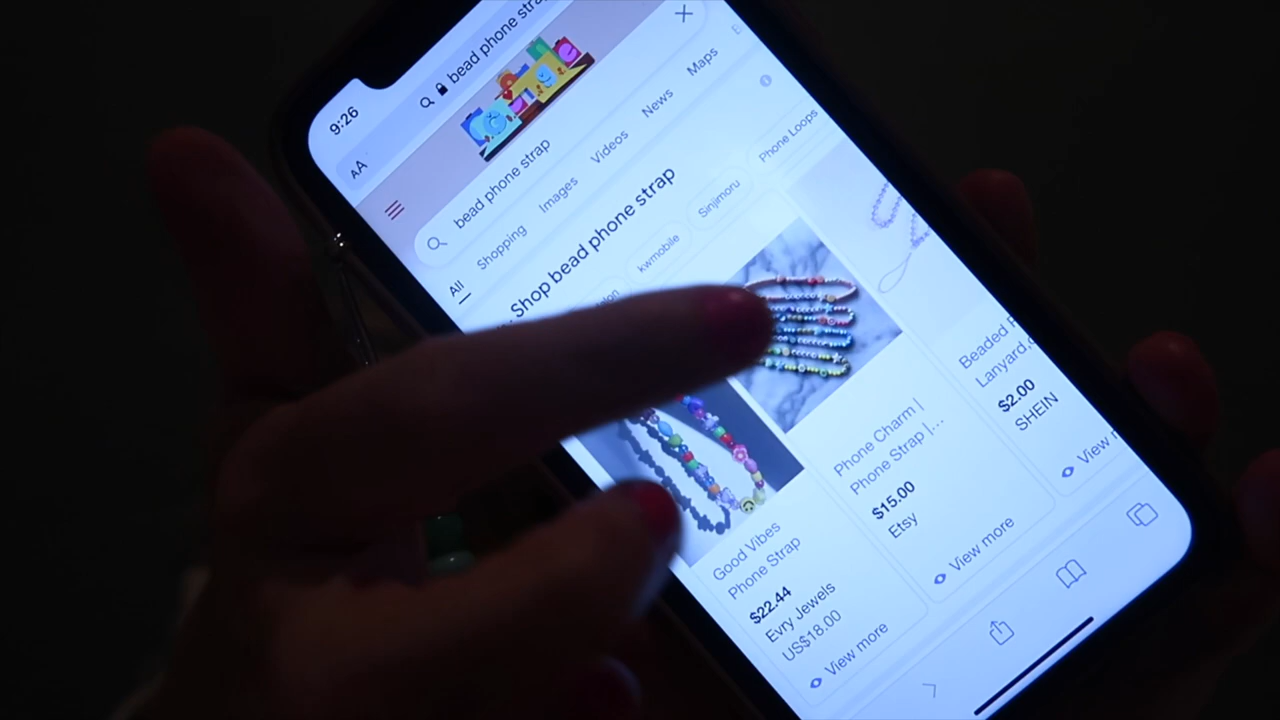 9:26
bead phone stra
AA
bead phone strap
All
Shopping
Images
Videos
News
Maps
Shop bead phone strap
kwmobile
Sinjimoru
Phone Loops
Good Vibes
Phone Strap
$22.44
Evry Jewels
US$18.00
View more
Phone Charm |
Phone Strap |...
$15.00
Etsy
View more
Beaded
Lanyard,
$2.00
SHEIN
View